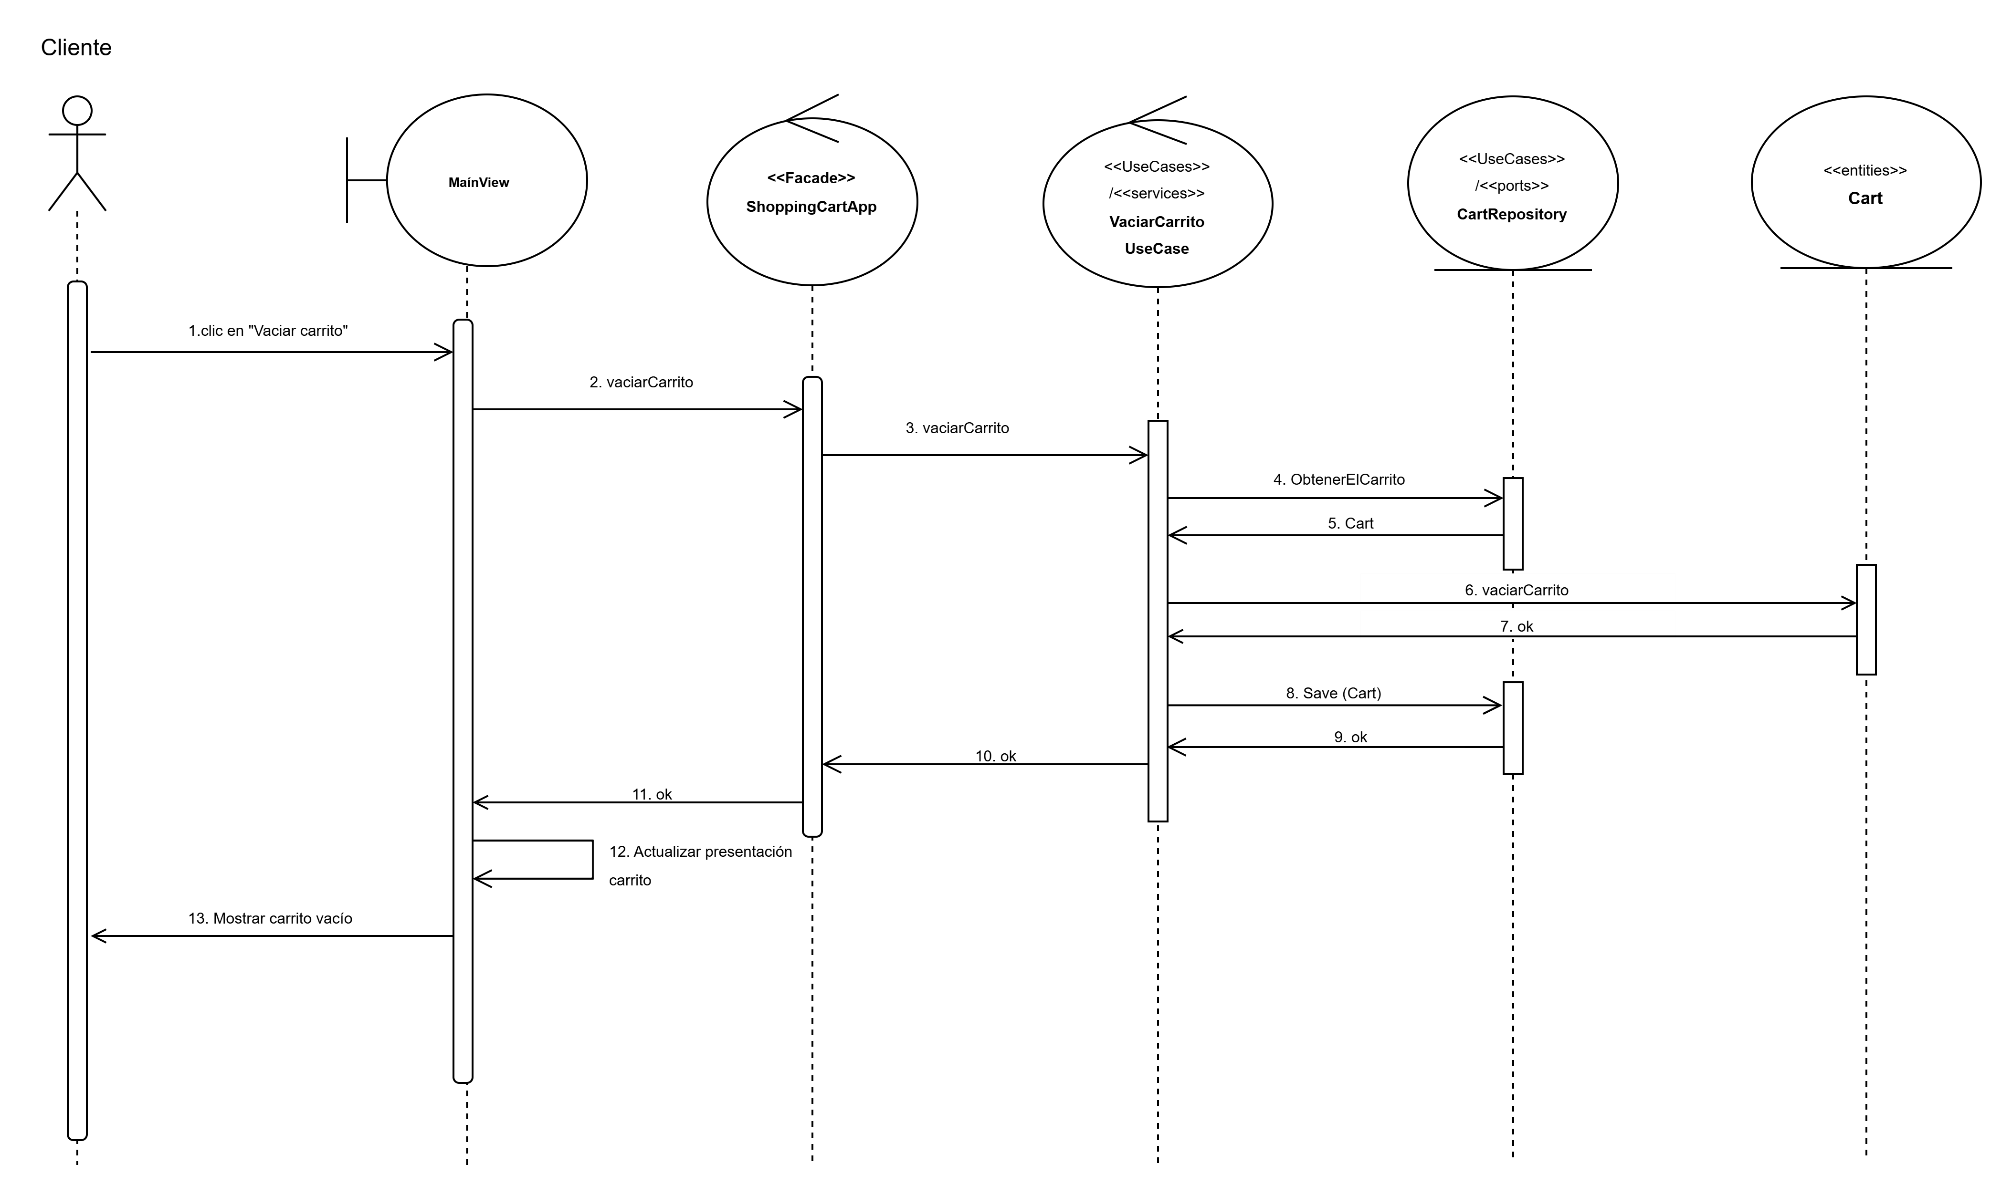 Cliente
MainView
<<Facade>>
ShoppingCartApp
<<UseCases>>
/<<services>>
VaciarCarrito
UseCase
<<UseCases>>
/<<ports>>
CartRepository
<<entities>>
Cart
1.clic en "Vaciar carrito"
2. vaciarCarrito
3. vaciarCarrito
4. ObtenerElCarrito
5. Cart
6. vaciarCarrito
7. ok
8. Save (Cart)
9. ok
10. ok
11. ok
12. Actualizar presentación
carrito
13. Mostrar carrito vacío